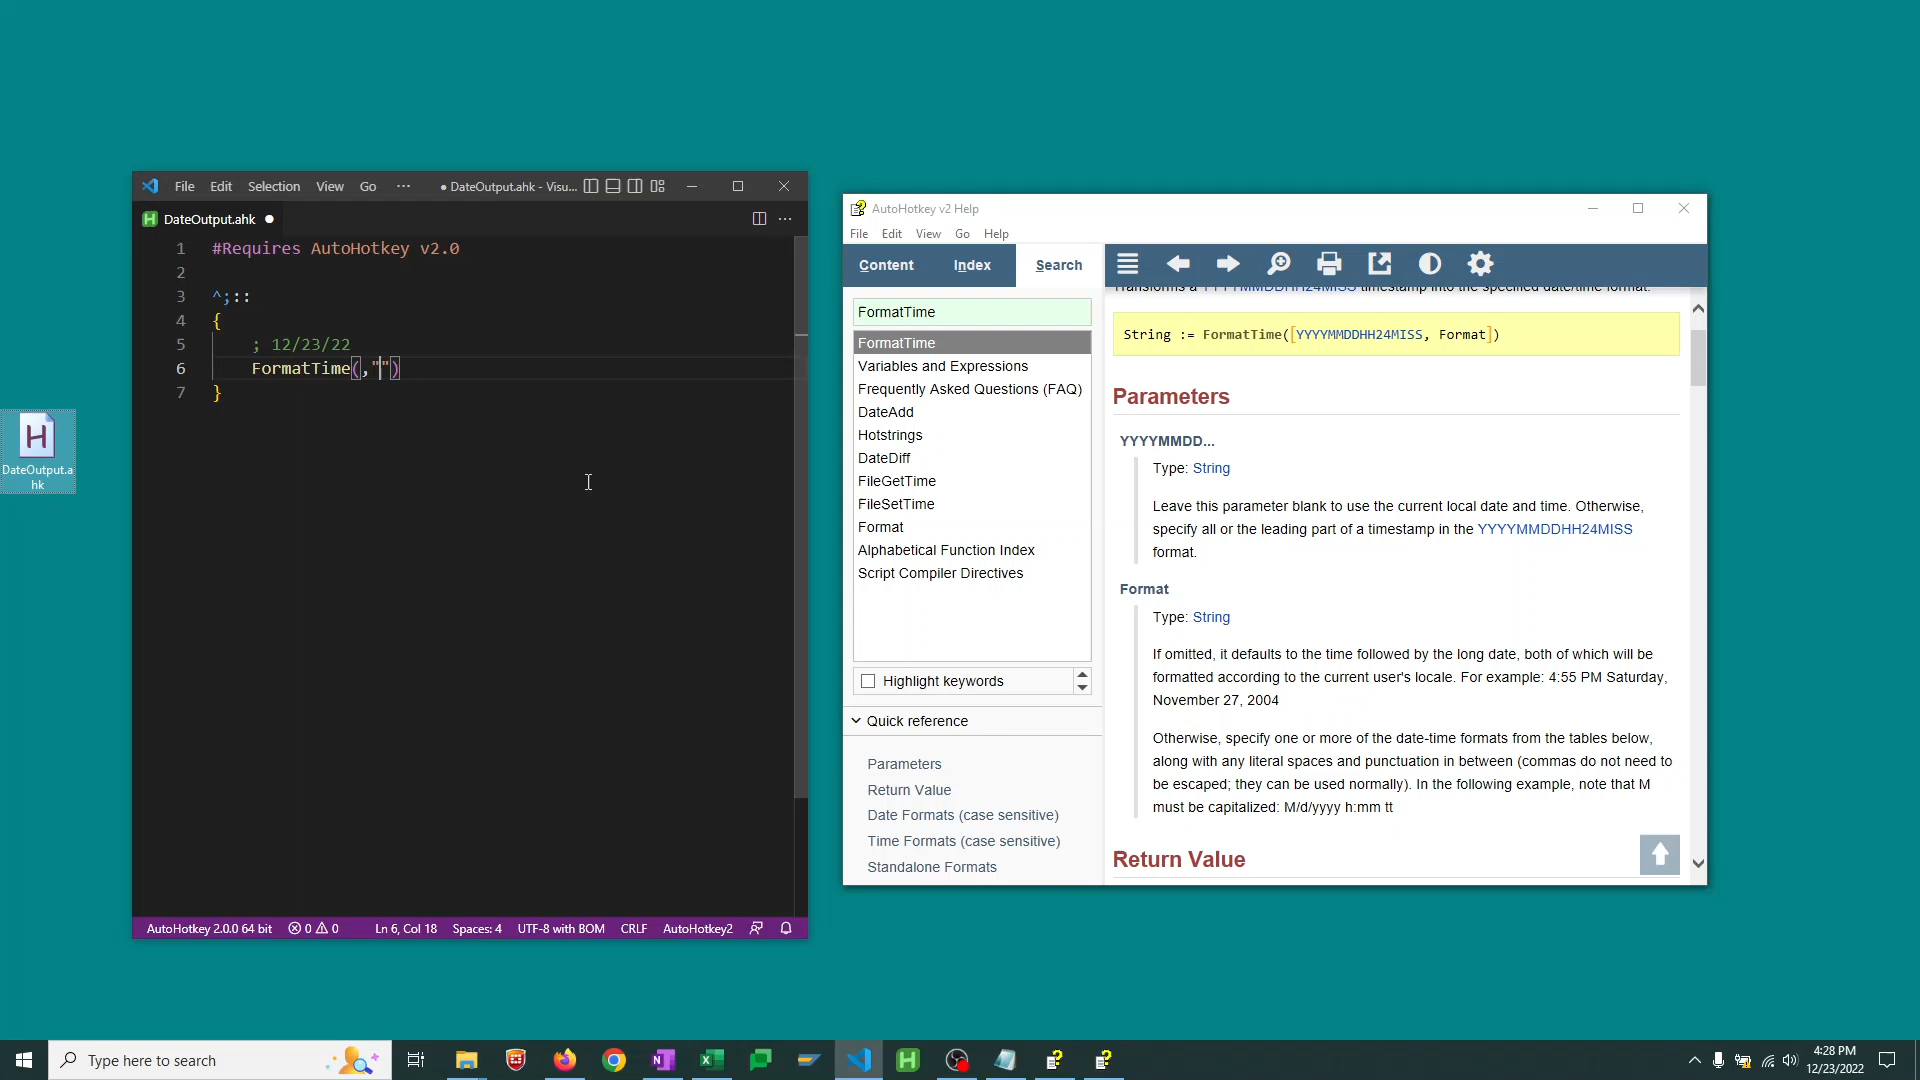 File Edit Selection View Go ··· ● DateOutput.ahk - Visu...
DateOutput.ahk ●
1 #Requires AutoHotkey v2.0
2
3 ^;::
4 {
5 ; 12/23/22
6 FormatTime(,"")
7 }
AutoHotkey 2.0.0 64 bit 0 0 Ln 6, Col 18 Spaces: 4 UTF-8 with BOM CRLF AutoHotkey2
DateOutput.a
hk
AutoHotkey v2 Help
File Edit View Go Help
Content Index Search
FormatTime
FormatTime
Variables and Expressions
Frequently Asked Questions (FAQ)
DateAdd
Hotstrings
DateDiff
FileGetTime
FileSetTime
Format
Alphabetical Function Index
Script Compiler Directives
Highlight keywords
Quick reference
Parameters
Return Value
Date Formats (case sensitive)
Time Formats (case sensitive)
Standalone Formats
Transforms a YYYYMMDDHH24MISS timestamp into the specified date/time format.
String := FormatTime([YYYYMMDDHH24MISS, Format])
Parameters
YYYYMMDD...
Type: String
Leave this parameter blank to use the current local date and time. Otherwise,
specify all or the leading part of a timestamp in the YYYYMMDDHH24MISS
format.
Format
Type: String
If omitted, it defaults to the time followed by the long date, both of which will be
formatted according to the current user's locale. For example: 4:55 PM Saturday,
November 27, 2004
Otherwise, specify one or more of the date-time formats from the tables below,
along with any literal spaces and punctuation in between (commas do not need to
be escaped; they can be used normally). In the following example, note that M
must be capitalized: M/d/yyyy h:mm tt
Return Value
Type here to search
4:28 PM
12/23/2022